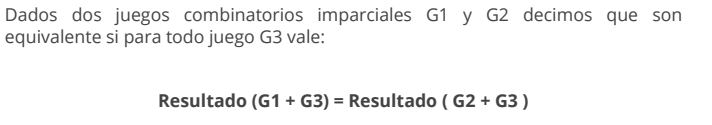 Dados dos juegos combinatorios imparciales G1 y G2 decimos que son
equivalente si para todo juego G3 vale:
Resultado (G1 + G3) = Resultado ( G2 + G3 )